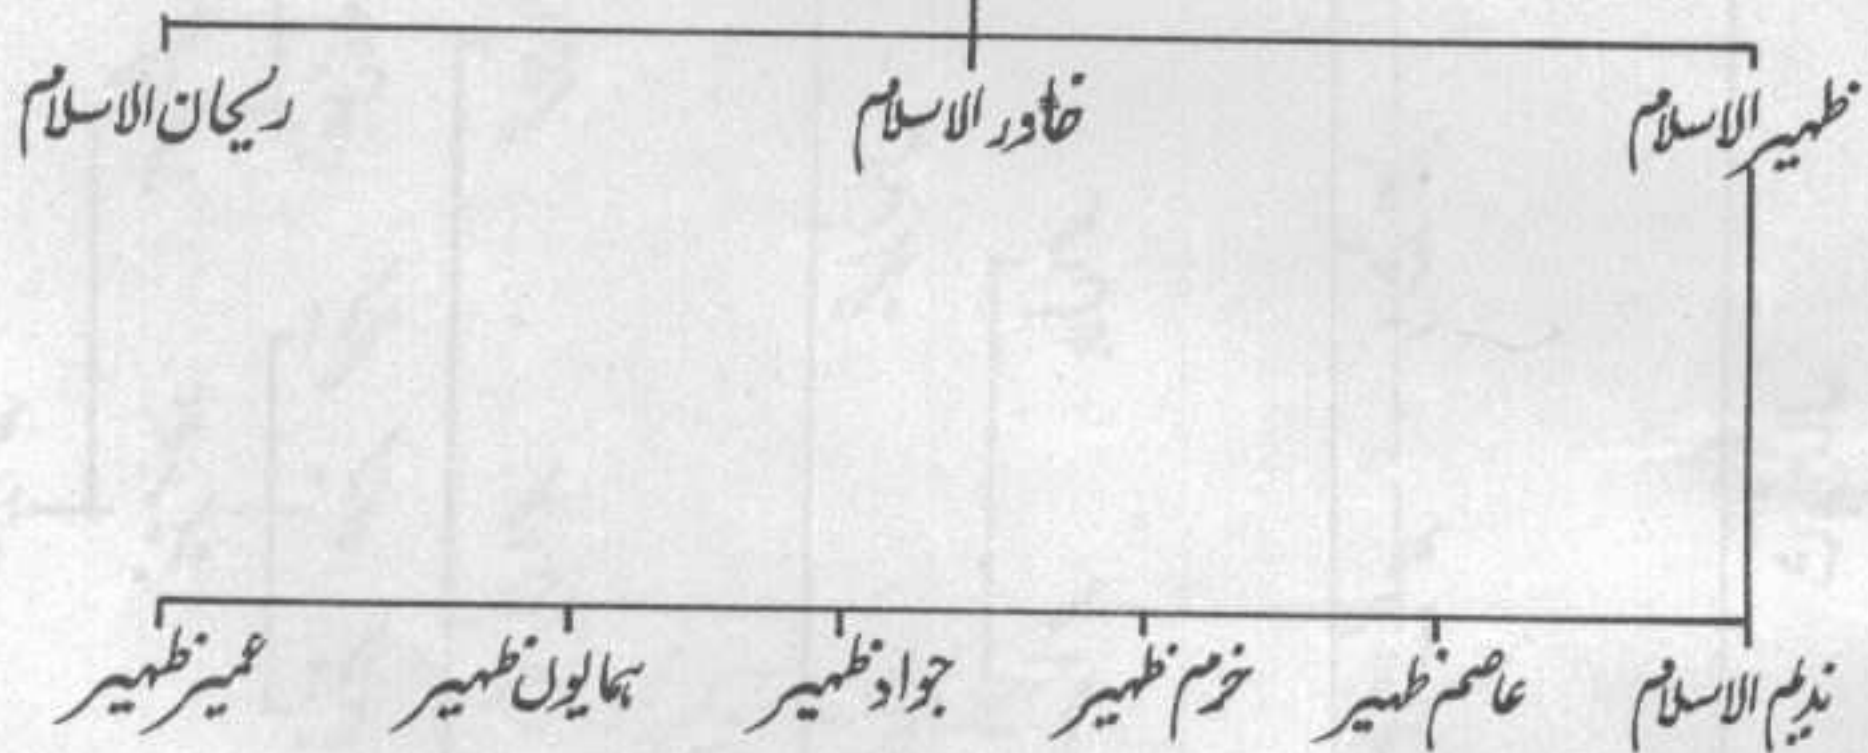 ظہیر الاسلام خاور الاسلام ریحان الاسلام
ندیم الاسلام عاصم ظہیر خرم ظہیر جواد ظہیر ہمایوں ظہیر عمیر ظہیر